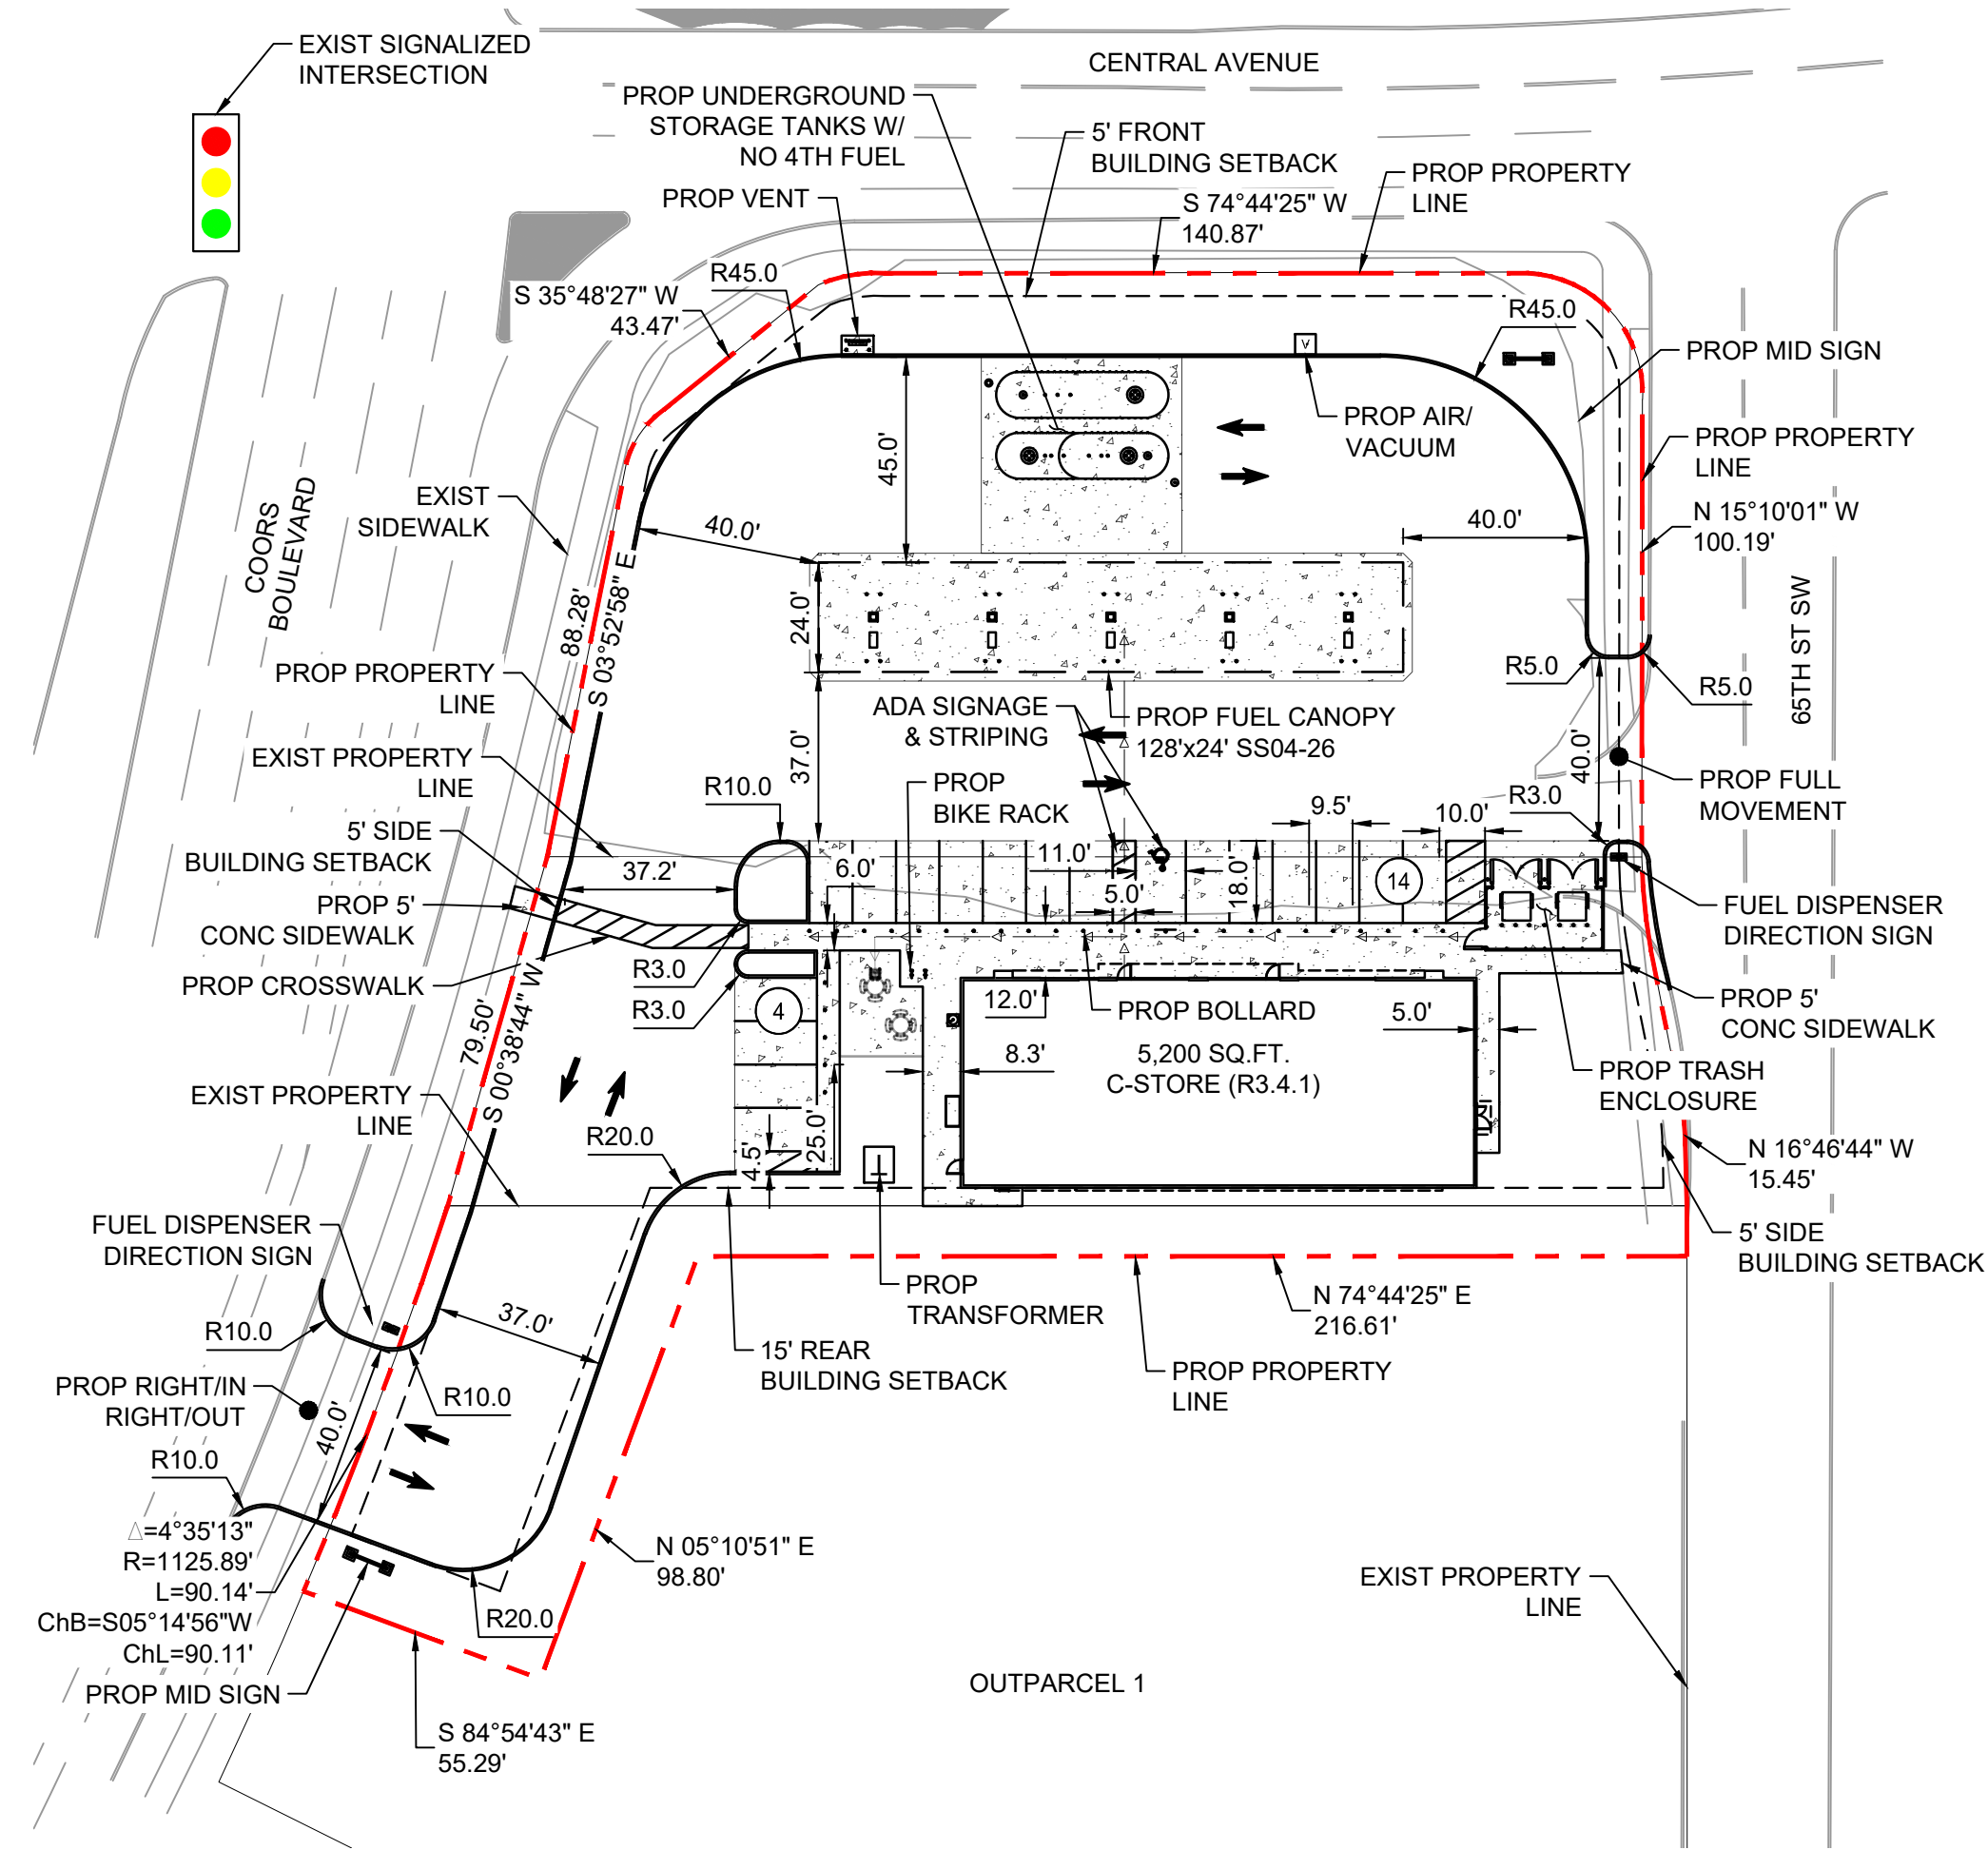 EXIST SIGNALIZED
INTERSECTION
CENTRAL AVENUE
PROP UNDERGROUND
STORAGE TANKS W/
NO 4TH FUEL
5' FRONT
BUILDING SETBACK
PROP PROPERTY
LINE
PROP VENT
S 74°44'25" W
140.87'
R45.0
S 35°48'27" W
43.47'
R45.0
PROP MID SIGN
V
PROP AIR/
VACUUM
PROP PROPERTY
LINE
45.0'
EXIST
SIDEWALK
COORS
BOULEVARD
40.0'
40.0'
N 15°10'01" W
100.19'
88.28'
S 03°52'58" E
24.0'
65TH ST SW
PROP PROPERTY
LINE
R5.0
R5.0
ADA SIGNAGE
& STRIPING
PROP FUEL CANOPY
128'x24' SS04-26
37.0'
40.0'
EXIST PROPERTY
LINE
PROP
BIKE RACK
R10.0
PROP FULL
MOVEMENT
9.5'
10.0'
R3.0
5' SIDE
BUILDING SETBACK
37.2'
6.0'
11.0'
5.0'
18.0'
14
PROP 5'
CONC SIDEWALK
FUEL DISPENSER
DIRECTION SIGN
PROP CROSSWALK
R3.0
R3.0
4
12.0'
PROP BOLLARD
5.0'
PROP 5'
CONC SIDEWALK
79.50'
S 00°38'44" W
8.3'
5,200 SQ.FT.
C-STORE (R3.4.1)
PROP TRASH
ENCLOSURE
EXIST PROPERTY
LINE
R20.0
4.5'
25.0'
N 16°46'44" W
15.45'
FUEL DISPENSER
DIRECTION SIGN
5' SIDE
BUILDING SETBACK
PROP
TRANSFORMER
N 74°44'25" E
216.61'
R10.0
37.0'
15' REAR
BUILDING SETBACK
PROP PROPERTY
LINE
PROP RIGHT/IN
RIGHT/OUT
R10.0
40.0'
R10.0
△=4°35'13"
R=1125.89'
L=90.14'
ChB=S05°14'56"W
ChL=90.11'
N 05°10'51" E
98.80'
EXIST PROPERTY
LINE
R20.0
PROP MID SIGN
OUTPARCEL 1
S 84°54'43" E
55.29'